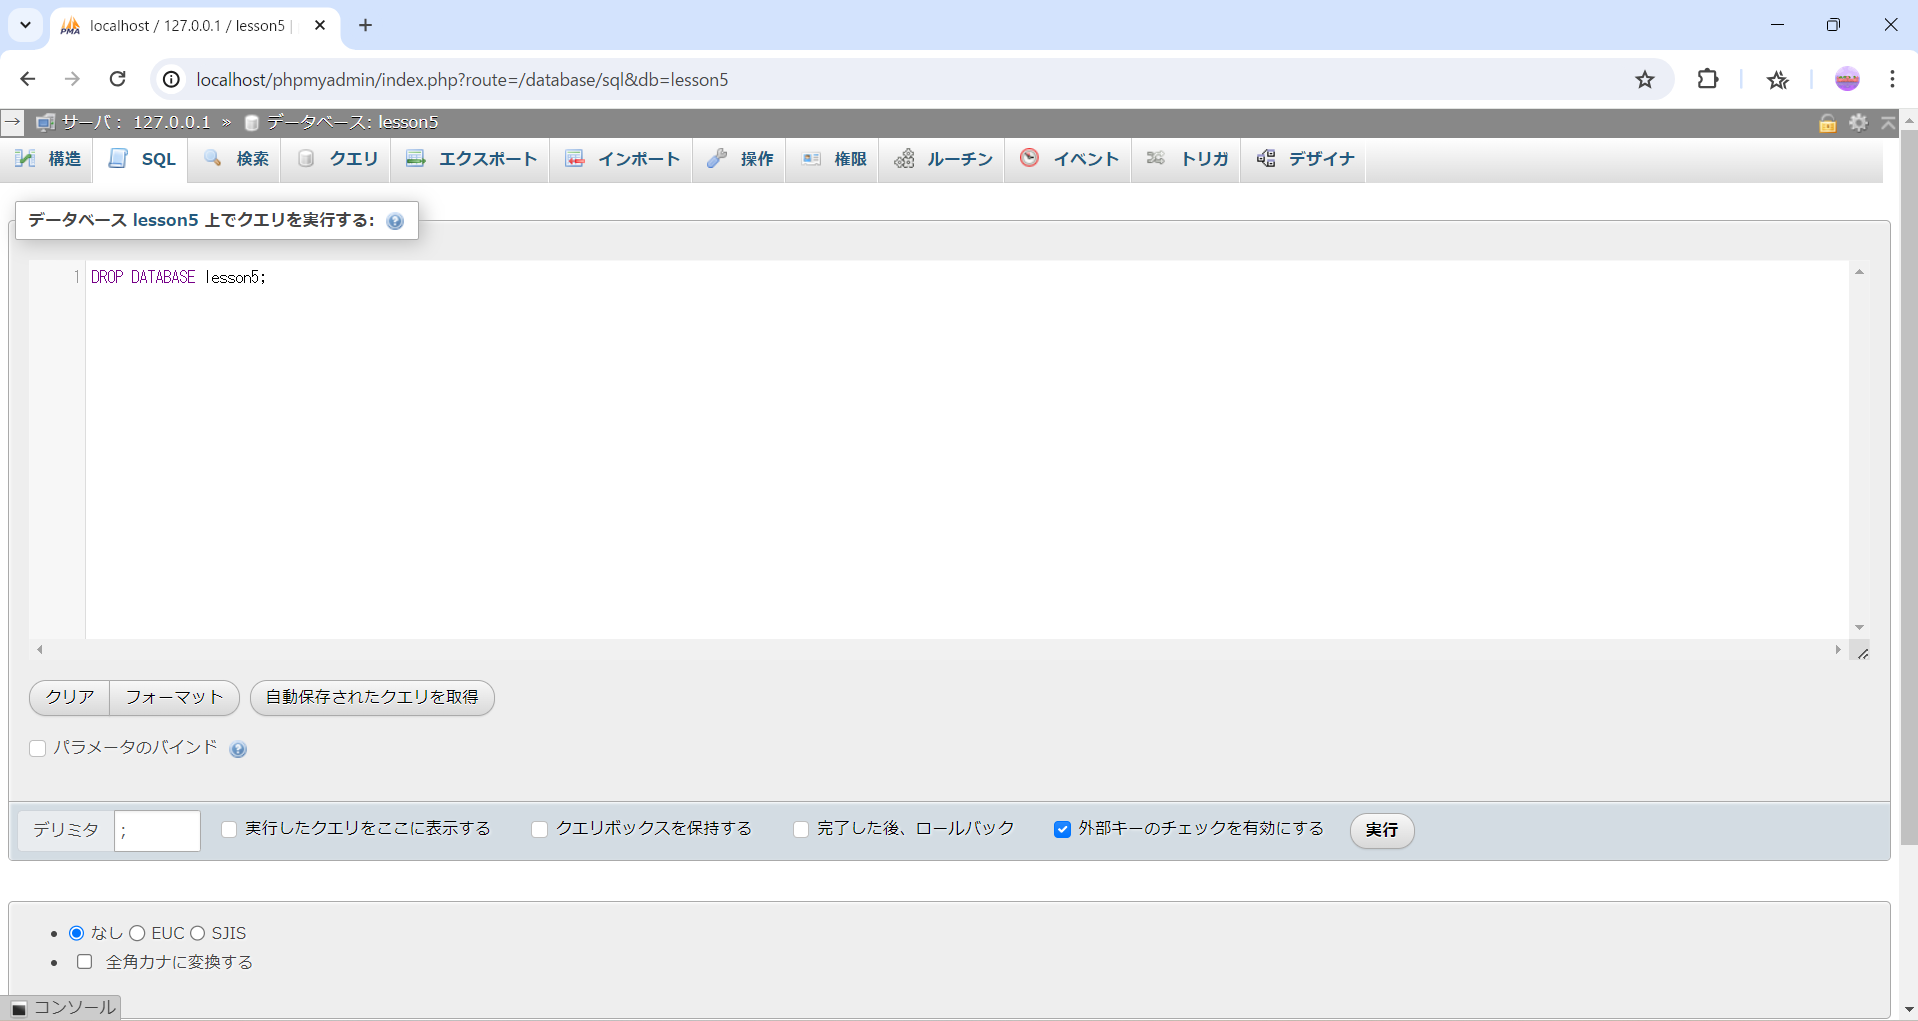 localhost / 127.0.0.1 / lesson5 |
localhost/phpmyadmin/index.php?route=/database/sql&db=lesson5
サーバ: 127.0.0.1 » データベース: lesson5
構造 SQL 検索 クエリ エクスポート インポート 操作 権限 ルーチン イベント トリガ デザイナ
データベース lesson5 上でクエリを実行する:
1 DROP DATABASE lesson5;
クリア フォーマット 自動保存されたクエリを取得
パラメータのバインド
デリミタ ; 実行したクエリをここに表示する クエリボックスを保持する 完了した後、ロールバック 外部キーのチェックを有効にする 実行
なし EUC SJIS
全角カナに変換する
コンソール